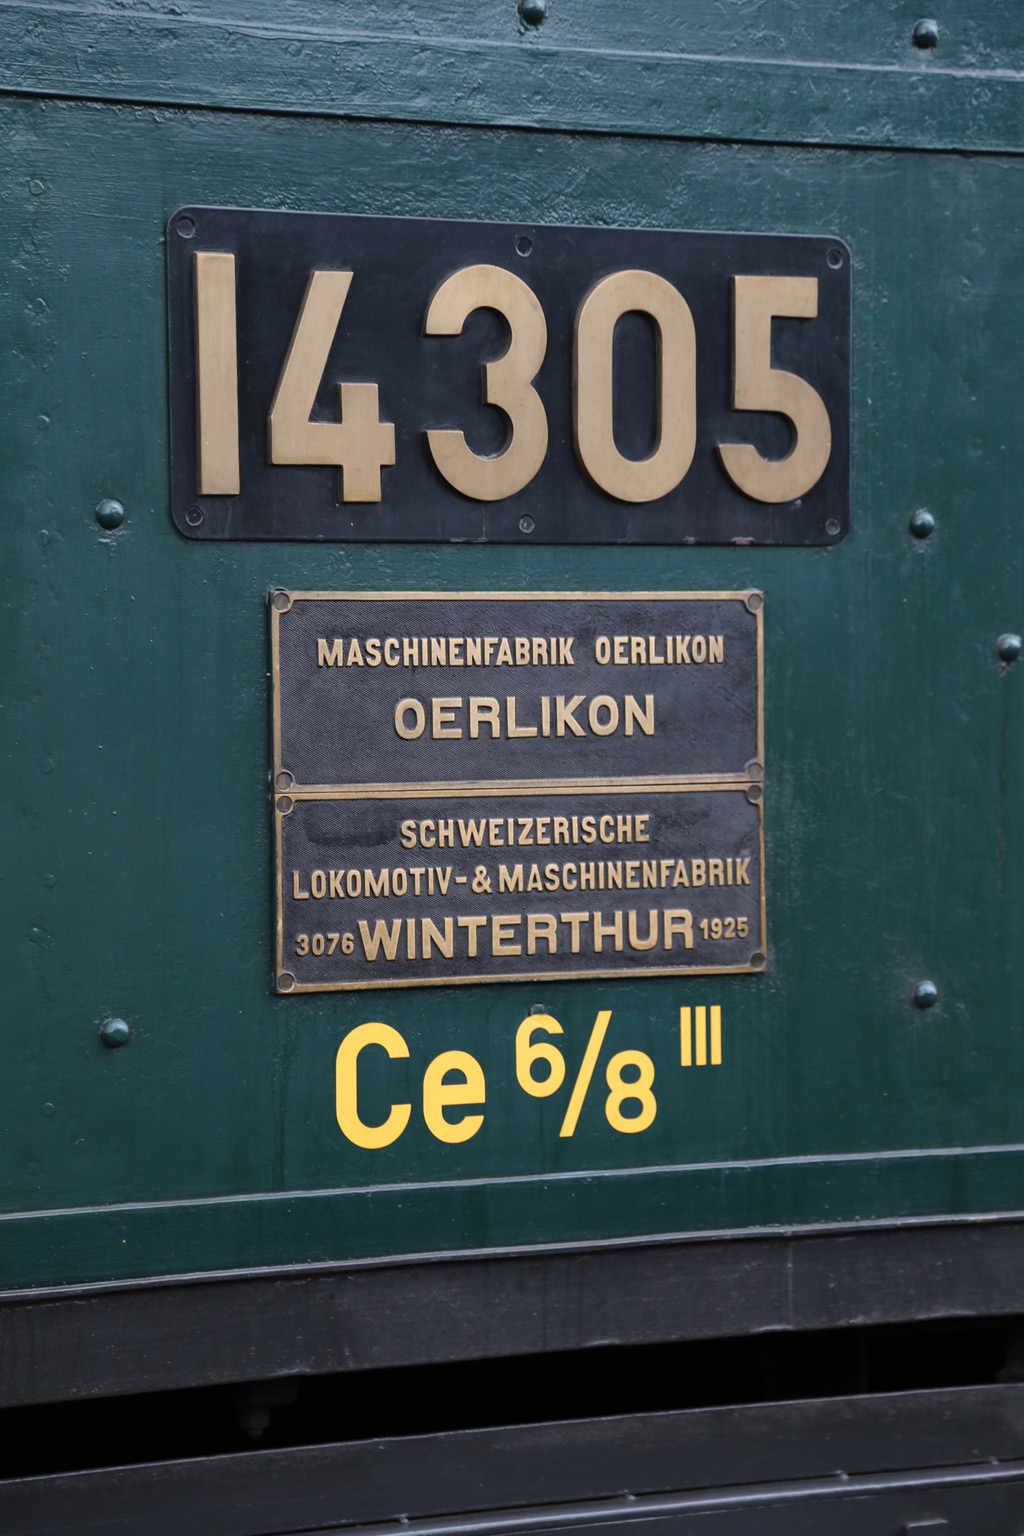 14305
MASCHINENFABRIK OERLIKON
OERLIKON
SCHWEIZERISCHE
LOKOMOTIV-& MASCHINENFABRIK
3076 WINTERTHUR 1925
Ce 6/8 III